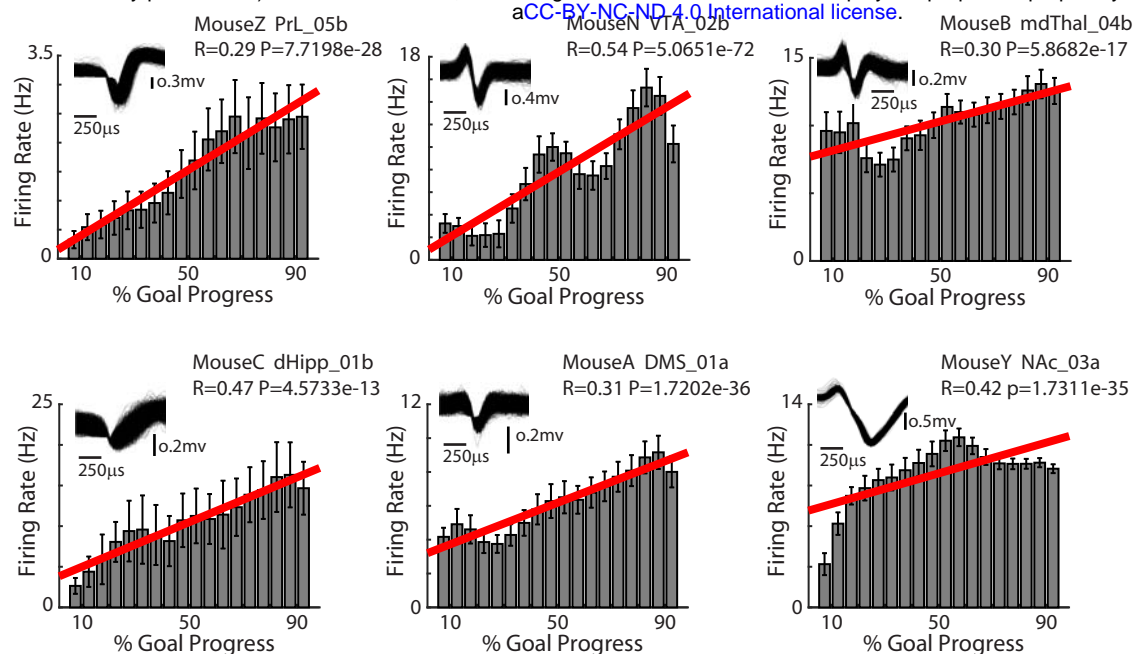 aCC-BY-NC-ND 4.0 International license.
MouseZ PrL_05b
R=0.29 P=7.7198e-28
3.5
0.3mv
250µs
Firing Rate (Hz)
0
10 50 90
% Goal Progress
MouseN VTA_02b
R=0.54 P=5.0651e-72
18
0.4mv
250µs
Firing Rate (Hz)
0
10 50 90
% Goal Progress
MouseB mdThal_04b
R=0.30 P=5.8682e-17
15
0.2mv
250µs
Firing Rate (Hz)
0
10 50 90
% Goal Progress
MouseC dHipp_01b
R=0.47 P=4.5733e-13
25
0.2mv
250µs
Firing Rate (Hz)
0
10 50 90
% Goal Progress
MouseA DMS_01a
R=0.31 P=1.7202e-36
12
0.2mv
250µs
Firing Rate (Hz)
0
10 50 90
% Goal Progress
MouseY NAc_03a
R=0.42 p=1.7311e-35
14
0.5mv
250µs
Firing Rate (Hz)
0
10 50 90
% Goal Progress